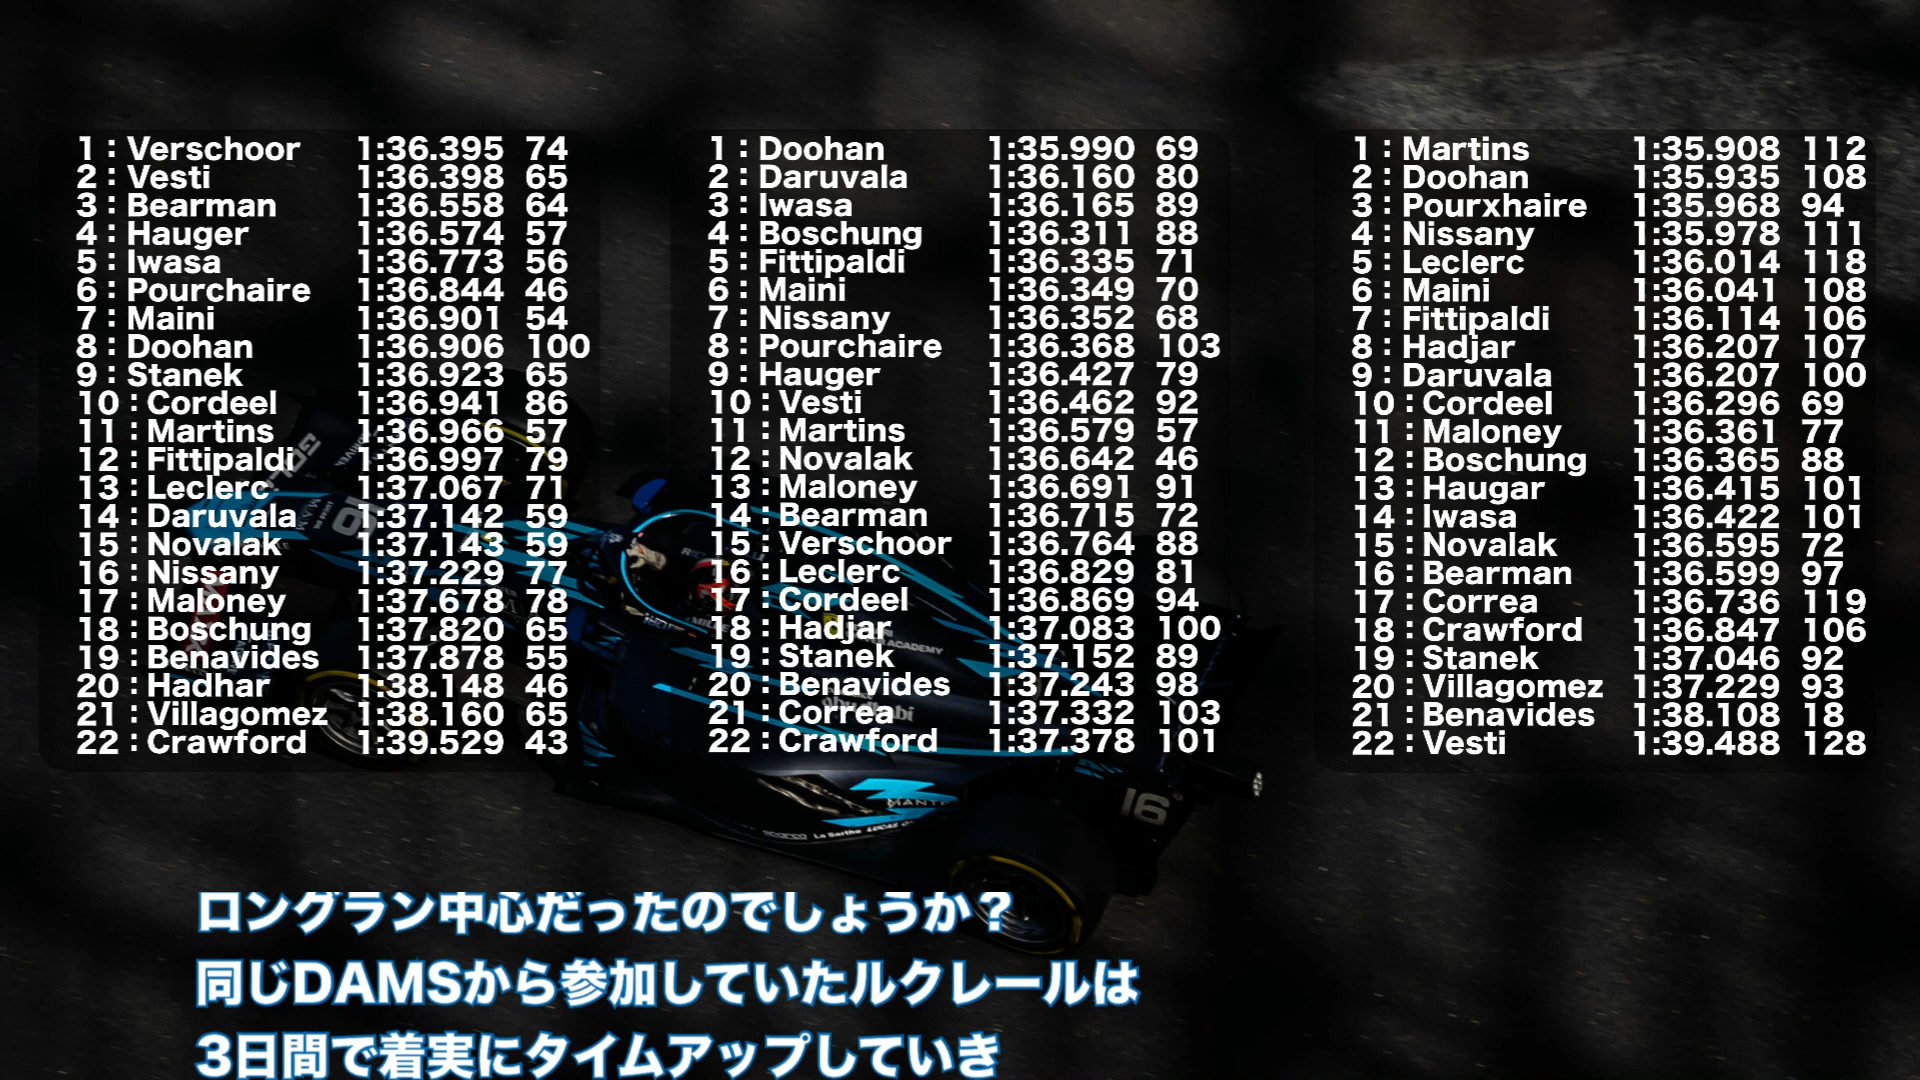 1 : Verschoor 1:36.395 74
2 : Vesti 1:36.398 65
3 : Bearman 1:36.558 64
4 : Hauger 1:36.574 57
5 : Iwasa 1:36.773 56
6 : Pourchaire 1:36.844 46
7 : Maini 1:36.901 54
8 : Doohan 1:36.906 100
9 : Stanek 1:36.923 65
10 : Cordeel 1:36.941 86
11 : Martins 1:36.966 57
12 : Fittipaldi 1:36.997 79
13 : Leclerc 1:37.067 71
14 : Daruvala 1:37.142 59
15 : Novalak 1:37.143 59
16 : Nissany 1:37.229 77
17 : Maloney 1:37.678 78
18 : Boschung 1:37.820 65
19 : Benavides 1:37.878 55
20 : Hadhar 1:38.148 46
21 : Villagomez 1:38.160 65
22 : Crawford 1:39.529 43
1 : Doohan 1:35.990 69
2 : Daruvala 1:36.160 80
3 : Iwasa 1:36.165 89
4 : Boschung 1:36.311 88
5 : Fittipaldi 1:36.335 71
6 : Maini 1:36.349 70
7 : Nissany 1:36.352 68
8 : Pourchaire 1:36.368 103
9 : Hauger 1:36.427 79
10 : Vesti 1:36.462 92
11 : Martins 1:36.579 57
12 : Novalak 1:36.642 46
13 : Maloney 1:36.691 91
14 : Bearman 1:36.715 72
15 : Verschoor 1:36.764 88
16 : Leclerc 1:36.829 81
17 : Cordeel 1:36.869 94
18 : Hadjar 1:37.083 100
19 : Stanek 1:37.152 89
20 : Benavides 1:37.243 98
21 : Correa 1:37.332 103
22 : Crawford 1:37.378 101
1 : Martins 1:35.908 112
2 : Doohan 1:35.935 108
3 : Pourxhaire 1:35.968 94
4 : Nissany 1:35.978 111
5 : Leclerc 1:36.014 118
6 : Maini 1:36.041 108
7 : Fittipaldi 1:36.114 106
8 : Hadjar 1:36.207 107
9 : Daruvala 1:36.207 100
10 : Cordeel 1:36.296 69
11 : Maloney 1:36.361 77
12 : Boschung 1:36.365 88
13 : Haugar 1:36.415 101
14 : Iwasa 1:36.422 101
15 : Novalak 1:36.595 72
16 : Bearman 1:36.599 97
17 : Correa 1:36.736 119
18 : Crawford 1:36.847 106
19 : Stanek 1:37.046 92
20 : Villagomez 1:37.229 93
21 : Benavides 1:38.108 18
22 : Vesti 1:39.488 128
16
ACADEMY
16
ロングラン中心だったのでしょうか？
同じDAMSから参加していたルクレールは
3日間で着実にタイムアップしていき